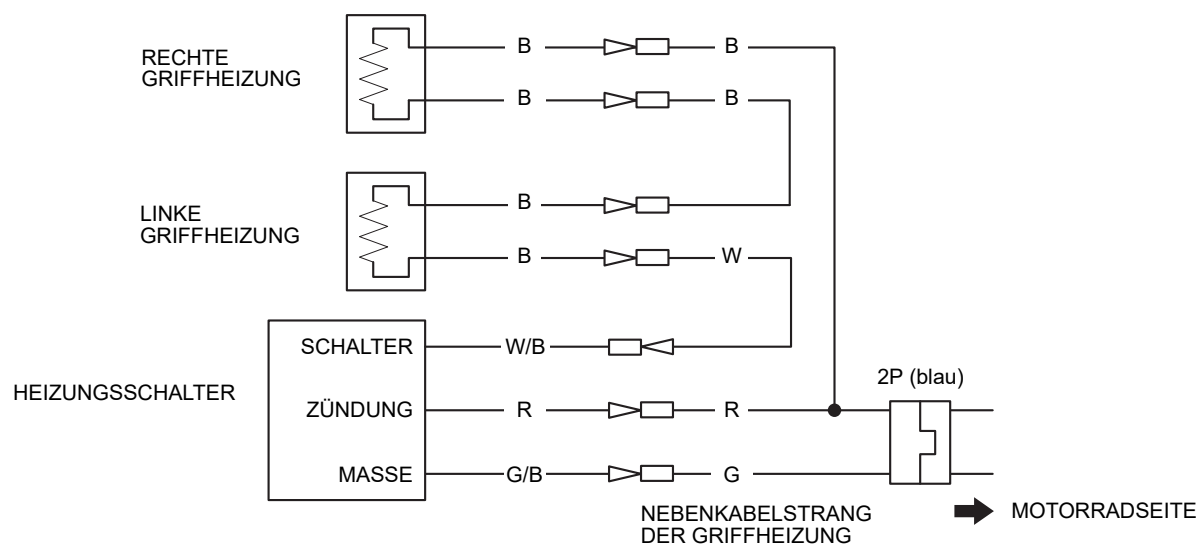 RECHTE
GRIFFHEIZUNG
B
B
B
B
LINKE
GRIFFHEIZUNG
B
B
W
HEIZUNGSSCHALTER
SCHALTER
W/B
ZÜNDUNG
R
R
MASSE
G/B
G
2P (blau)
NEBENKABELSTRANG
DER GRIFFHEIZUNG
MOTORRADSEITE